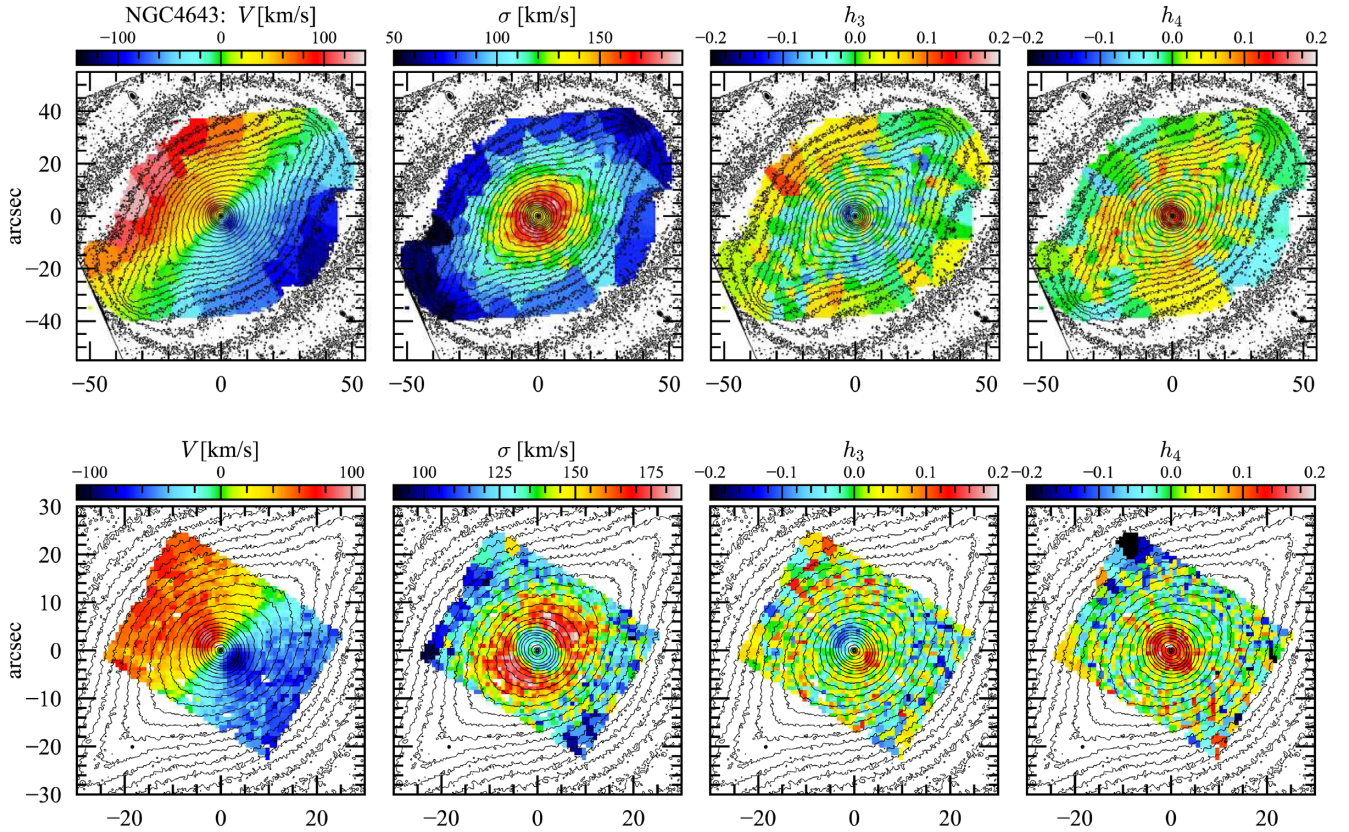 NGC4643: V [km/s]
σ [km/s]
h₃
h₄
−100 0 100
50 100 150
−0.2 −0.1 0.0 0.1 0.2
−0.2 −0.1 0.0 0.1 0.2
arcsec
40
20
0
−20
−40
−50 0 50
−50 0 50
−50 0 50
−50 0 50
V [km/s]
σ [km/s]
h₃
h₄
−100 0 100
100 125 150 175
−0.2 −0.1 0.0 0.1 0.2
−0.2 −0.1 0.0 0.1 0.2
arcsec
30
20
10
0
−10
−20
−30
−20 0 20
−20 0 20
−20 0 20
−20 0 20